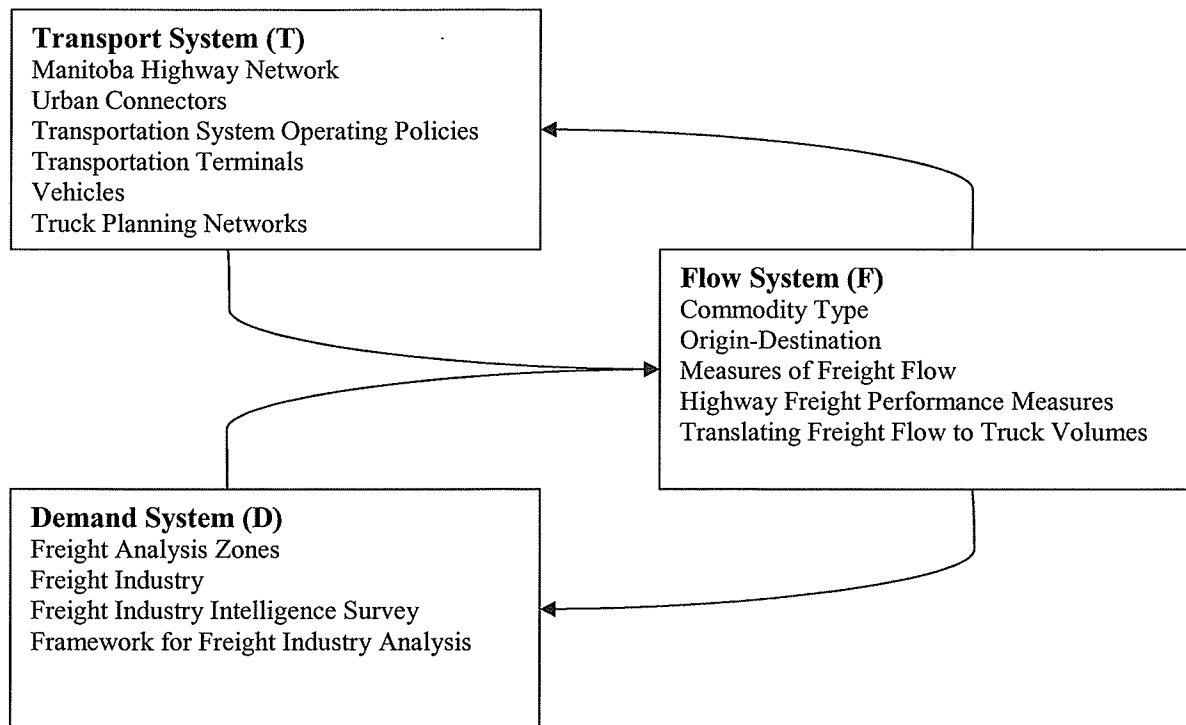 Transport System (T)
Manitoba Highway Network
Urban Connectors
Transportation System Operating Policies
Transportation Terminals
Vehicles
Truck Planning Networks
Flow System (F)
Commodity Type
Origin-Destination
Measures of Freight Flow
Highway Freight Performance Measures
Translating Freight Flow to Truck Volumes
Demand System (D)
Freight Analysis Zones
Freight Industry
Freight Industry Intelligence Survey
Framework for Freight Industry Analysis